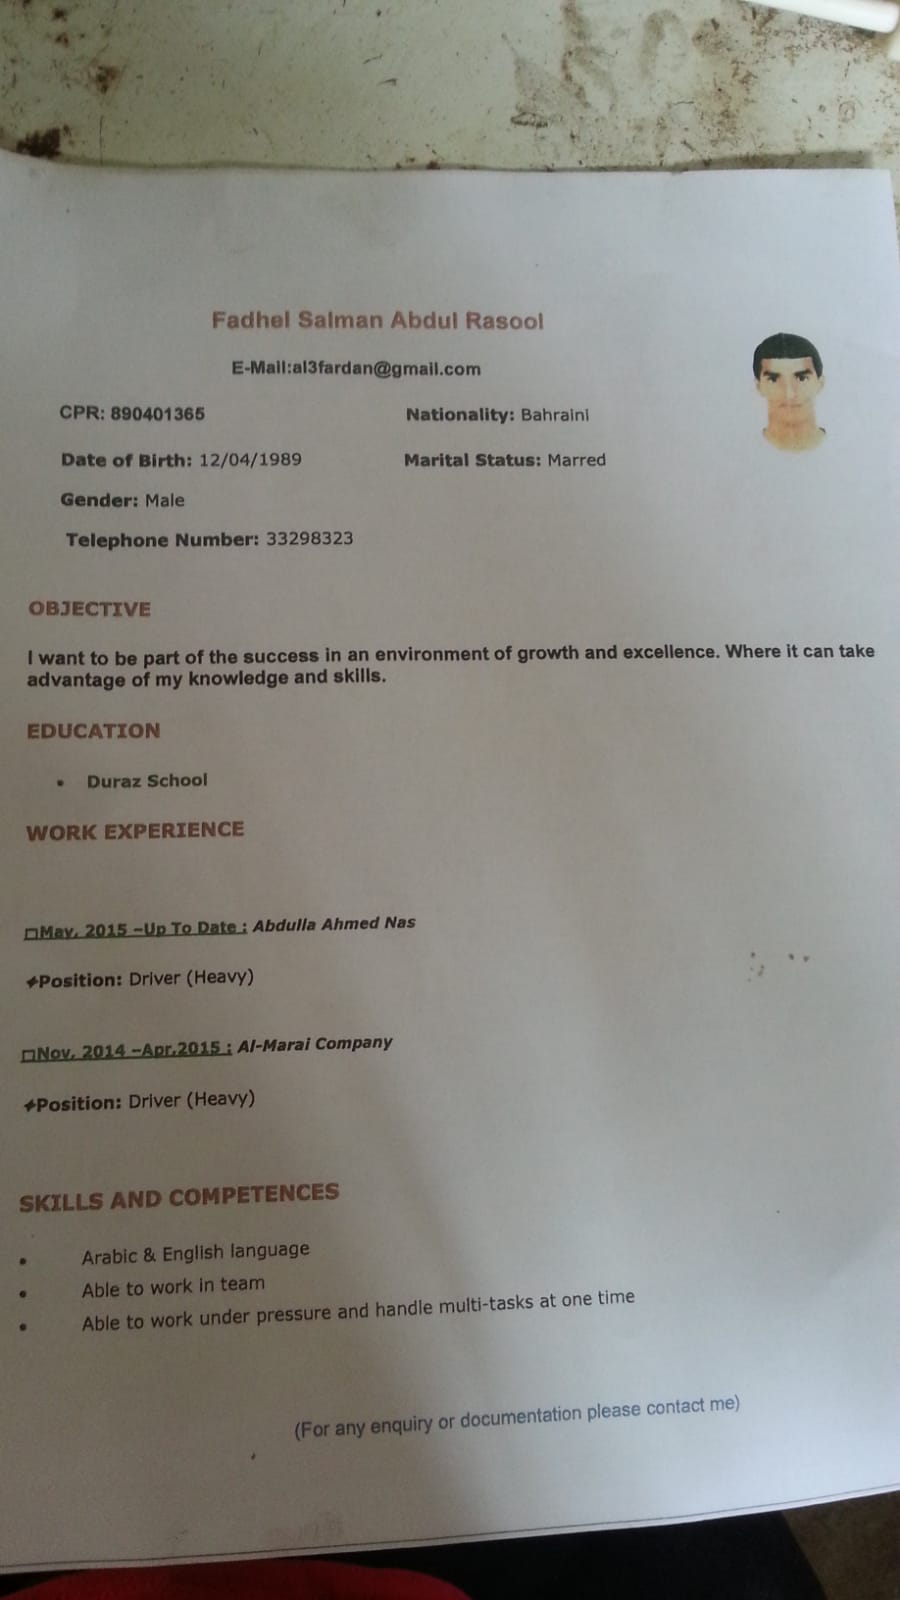 Fadhel Salman Abdul Rasool
E-Mail:al3fardan@gmail.com
CPR: 890401365
Nationality: Bahraini
Date of Birth: 12/04/1989
Marital Status: Marred
Gender: Male
Telephone Number: 33298323
OBJECTIVE
I want to be part of the success in an environment of growth and excellence. Where it can take
advantage of my knowledge and skills.
EDUCATION
• Duraz School
WORK EXPERIENCE
□May, 2015 –Up To Date : Abdulla Ahmed Nas
✦Position: Driver (Heavy)
□Nov, 2014 –Apr,2015 : Al-Marai Company
✦Position: Driver (Heavy)
SKILLS AND COMPETENCES
• Arabic & English language
• Able to work in team
• Able to work under pressure and handle multi-tasks at one time
(For any enquiry or documentation please contact me)